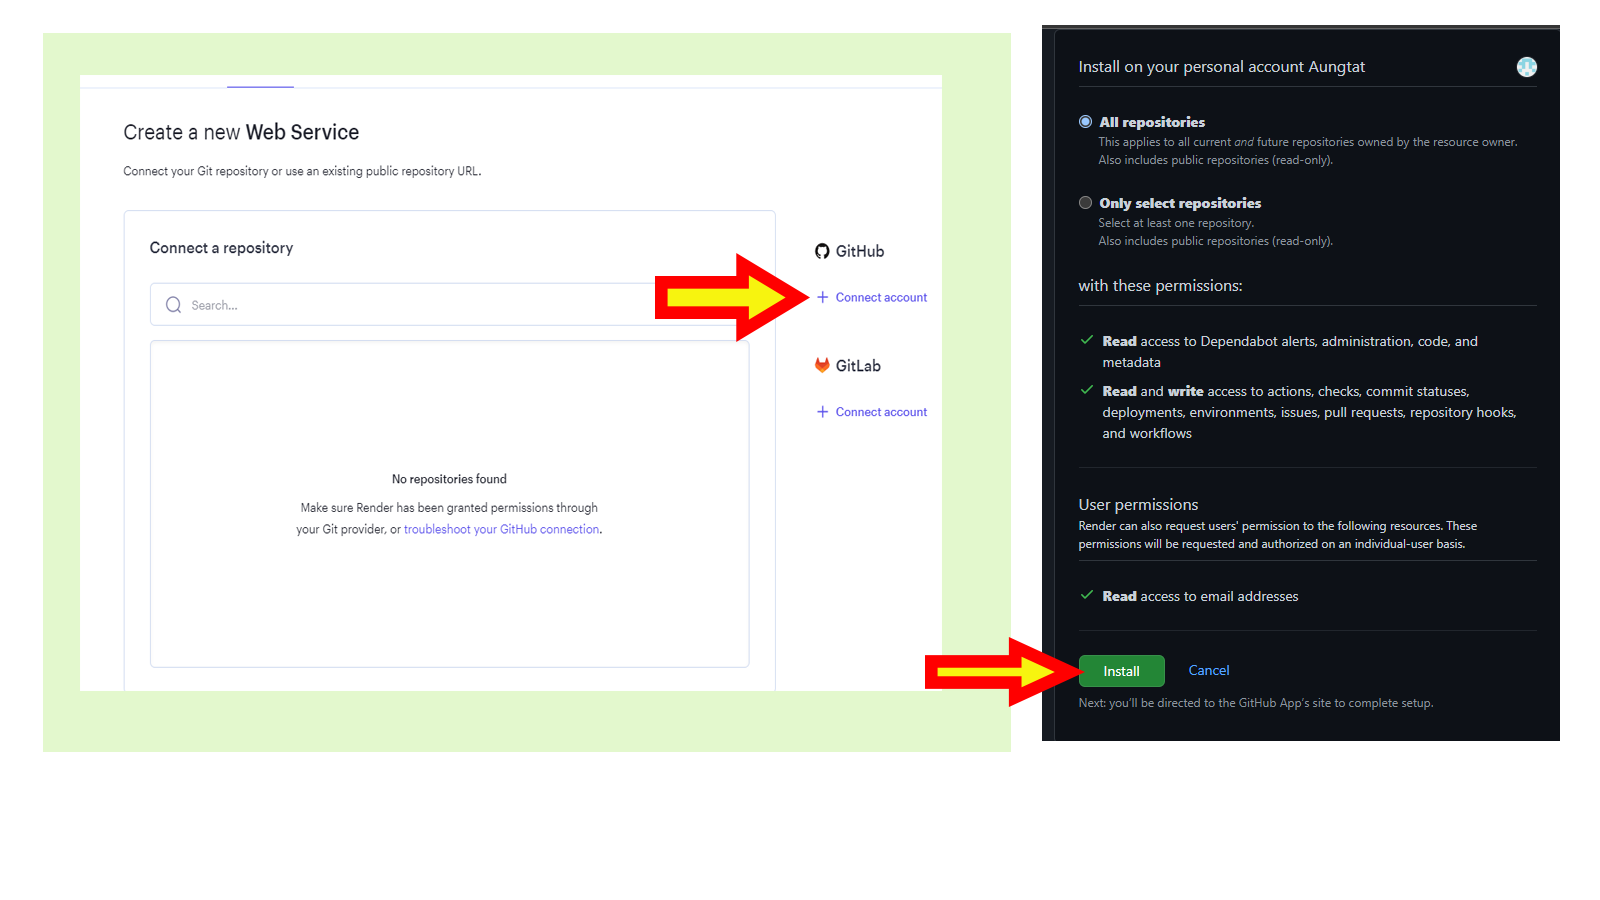 Create a new Web Service
Connect your Git repository or use an existing public repository URL.
Connect a repository
Search...
No repositories found
Make sure Render has been granted permissions through
your Git provider, or troubleshoot your GitHub connection.
GitHub
+ Connect account
GitLab
+ Connect account
Install on your personal account Aungtat
All repositories
This applies to all current and future repositories owned by the resource owner.
Also includes public repositories (read-only).
Only select repositories
Select at least one repository.
Also includes public repositories (read-only).
with these permissions:
Read access to Dependabot alerts, administration, code, and
metadata
Read and write access to actions, checks, commit statuses,
deployments, environments, issues, pull requests, repository hooks,
and workflows
User permissions
Render can also request users' permission to the following resources. These
permissions will be requested and authorized on an individual-user basis.
Read access to email addresses
Install Cancel
Next: you'll be directed to the GitHub App's site to complete setup.